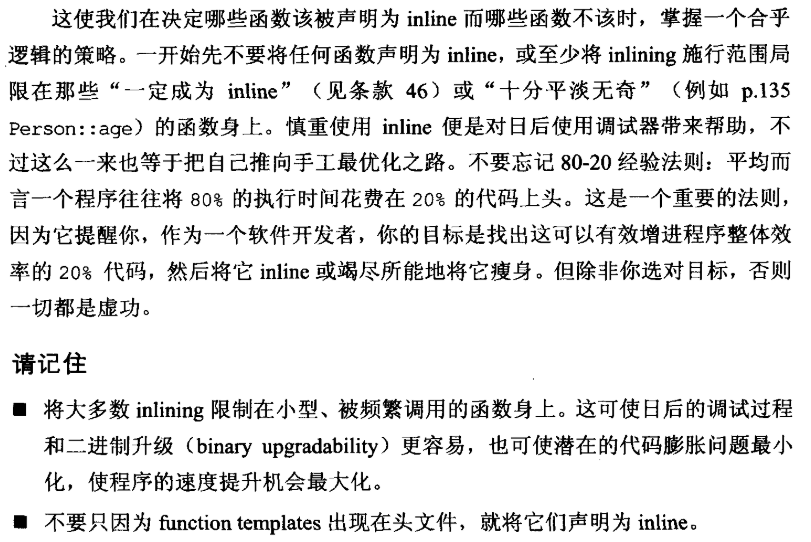 这使我们在决定哪些函数该被声明为 inline 而哪些函数不该时，掌握一个合乎
逻辑的策略。一开始先不要将任何函数声明为 inline，或至少将 inlining 施行范围局
限在那些“一定成为 inline”（见条款 46）或“十分平淡无奇”（例如 p.135
Person::age）的函数身上。慎重使用 inline 便是对日后使用调试器带来帮助，不
过这么一来也等于把自己推向手工最优化之路。不要忘记 80-20 经验法则：平均而
言一个程序往往将 80% 的执行时间花费在 20% 的代码上头。这是一个重要的法则，
因为它提醒你，作为一个软件开发者，你的目标是找出这可以有效增进程序整体效
率的 20% 代码，然后将它 inline 或竭尽所能地将它瘦身。但除非你选对目标，否则
一切都是虚功。
请记住
■ 将大多数 inlining 限制在小型、被频繁调用的函数身上。这可使日后的调试过程
和二进制升级（binary upgradability）更容易，也可使潜在的代码膨胀问题最小
化，使程序的速度提升机会最大化。
■ 不要只因为 function templates 出现在头文件，就将它们声明为 inline。